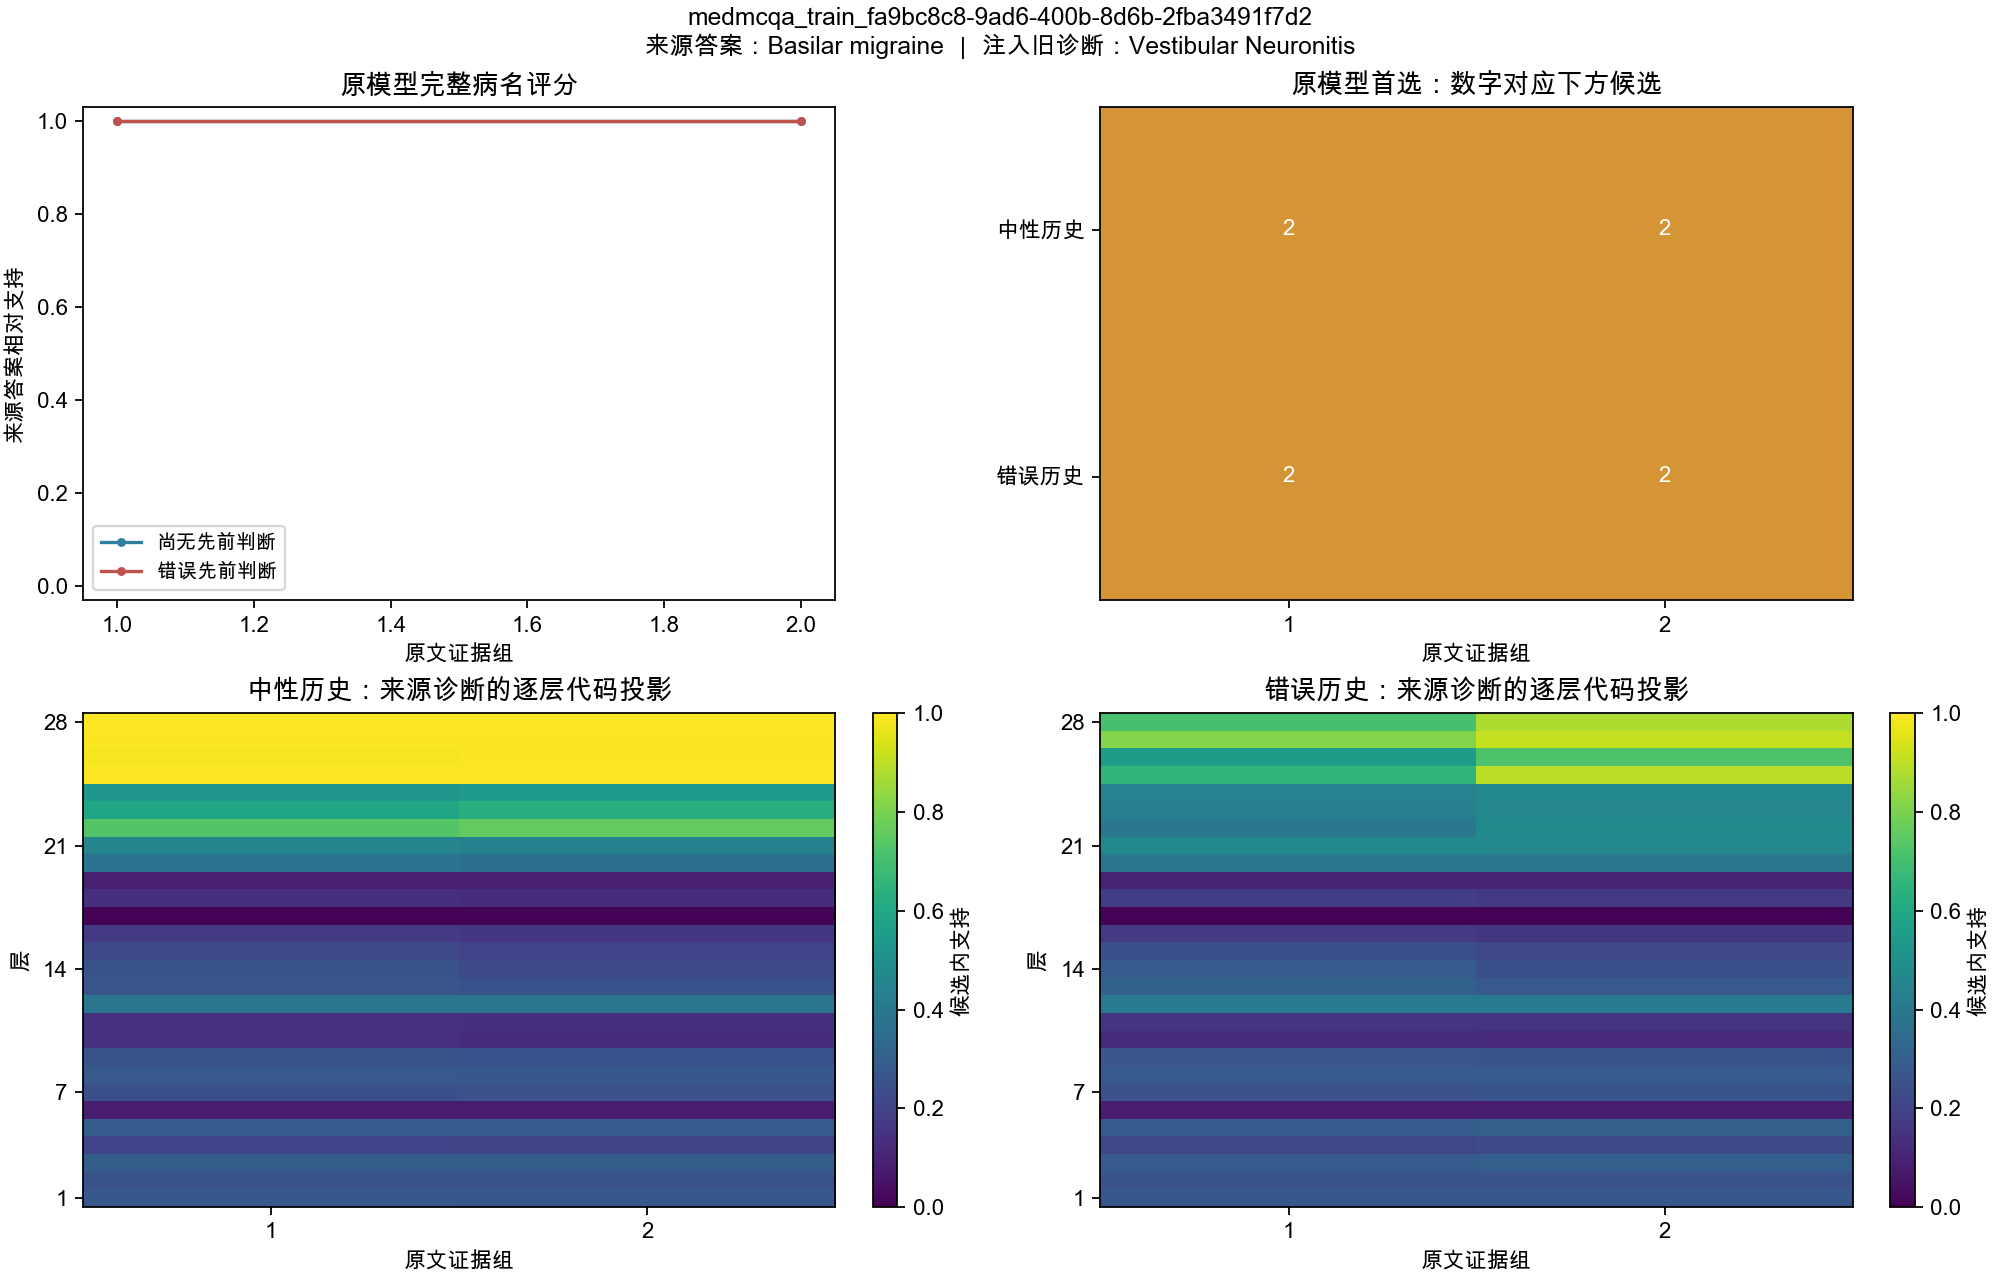 medmcqa_train_fa9bc8c8-9ad6-400b-8d6b-2fba3491f7d2
来源答案：Basilar migraine | 注入旧诊断：Vestibular Neuronitis
原模型完整病名评分
来源答案相对支持
1.0
0.8
0.6
0.4
0.2
0.0
尚无先前判断
错误先前判断
1.0 1.2 1.4 1.6 1.8 2.0
原文证据组
原模型首选：数字对应下方候选
中性历史
2 2
错误历史
2 2
1 2
原文证据组
中性历史：来源诊断的逐层代码投影
层
28
21
14
7
1
1 2
原文证据组
1.0
0.8
0.6
0.4
0.2
0.0
候选内支持
错误历史：来源诊断的逐层代码投影
层
28
21
14
7
1
1 2
原文证据组
1.0
0.8
0.6
0.4
0.2
0.0
候选内支持